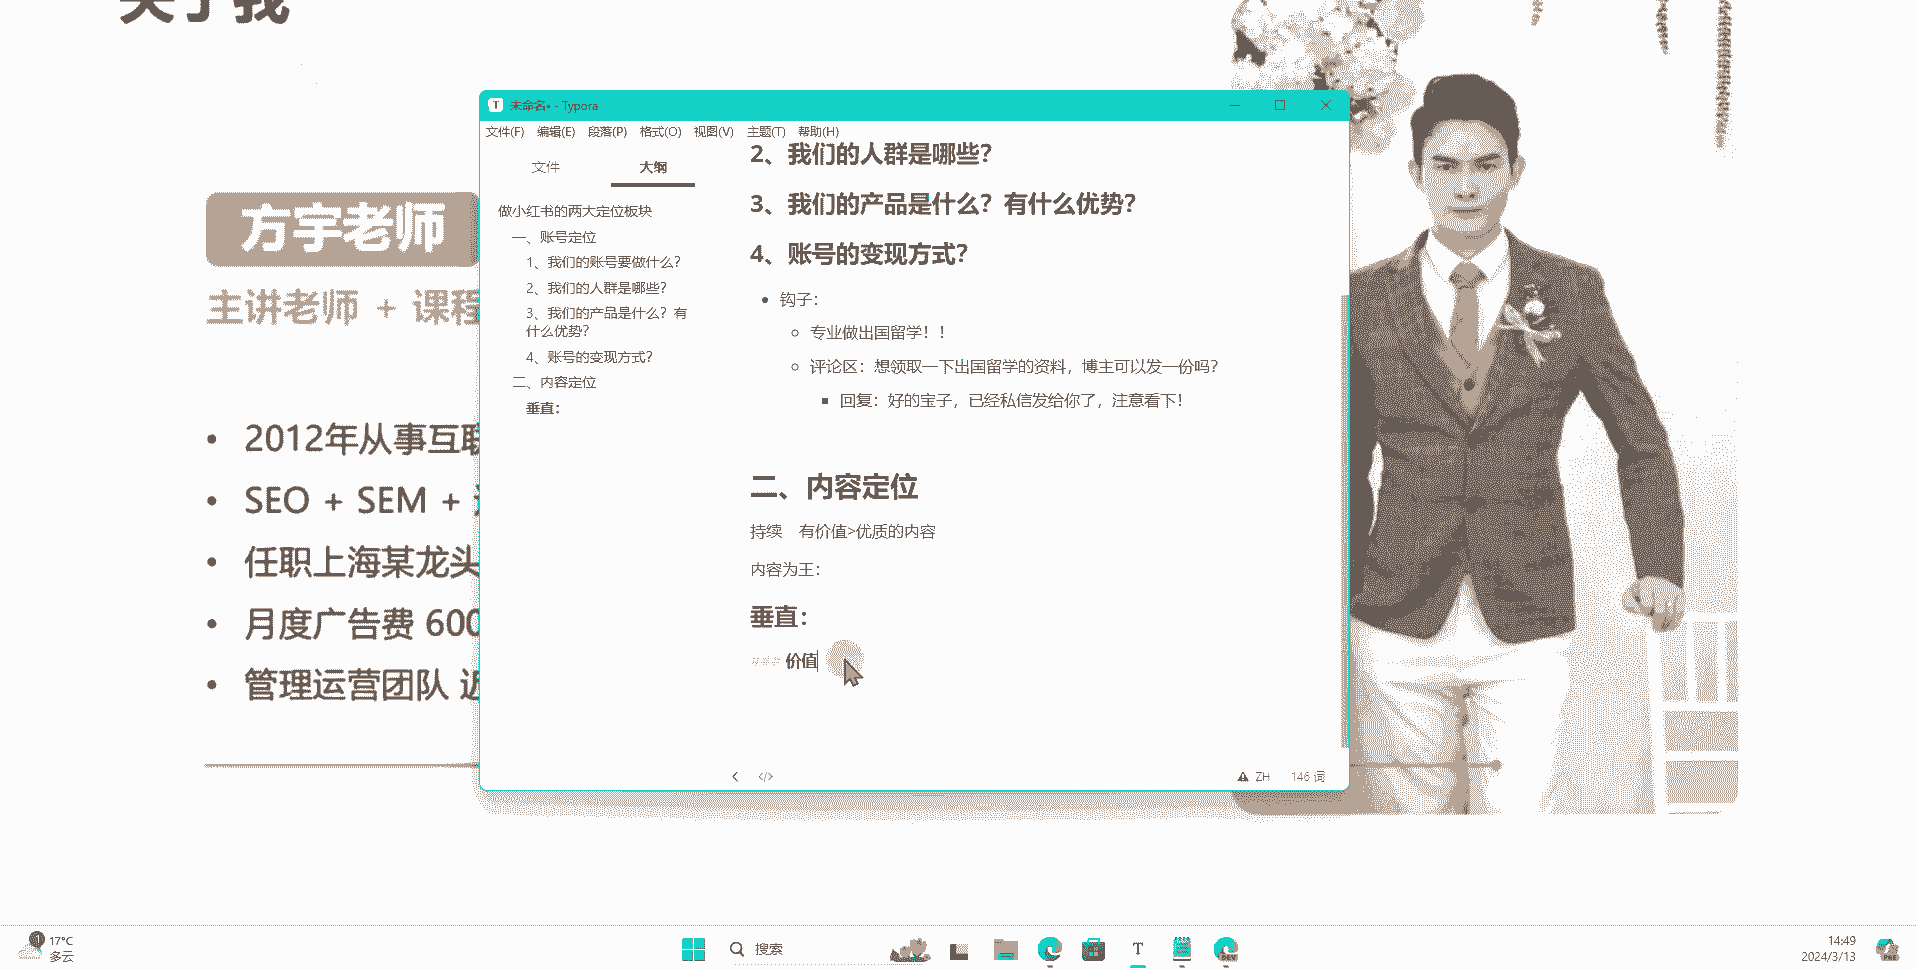 关于我
方宇老师
主讲老师 + 课程
• 2012年从事互联
• SEO + SEM +
• 任职上海某龙头
• 月度广告费 600
• 管理运营团队 近
未命名• - Typora
文件(F) 编辑(E) 段落(P) 格式(O) 视图(V) 主题(T) 帮助(H)
文件 大纲
做小红书的两大定位板块
一、账号定位
1、我们的账号要做什么？
2、我们的人群是哪些？
3、我们的产品是什么？有
什么优势？
4、账号的变现方式？
二、内容定位
垂直：
2、我们的人群是哪些？
3、我们的产品是什么？有什么优势？
4、账号的变现方式？
• 钩子：
专业做出国留学！！
评论区：想领取一下出国留学的资料，博主可以发一份吗？
回复：好的宝子，已经私信发给你了，注意看下！
二、内容定位
持续 有价值>优质的内容
内容为王：
垂直：
### 价值
</> ZH 146 词
1 17°C
多云
搜索
T
DEV
14:49
2024/3/13
PRE